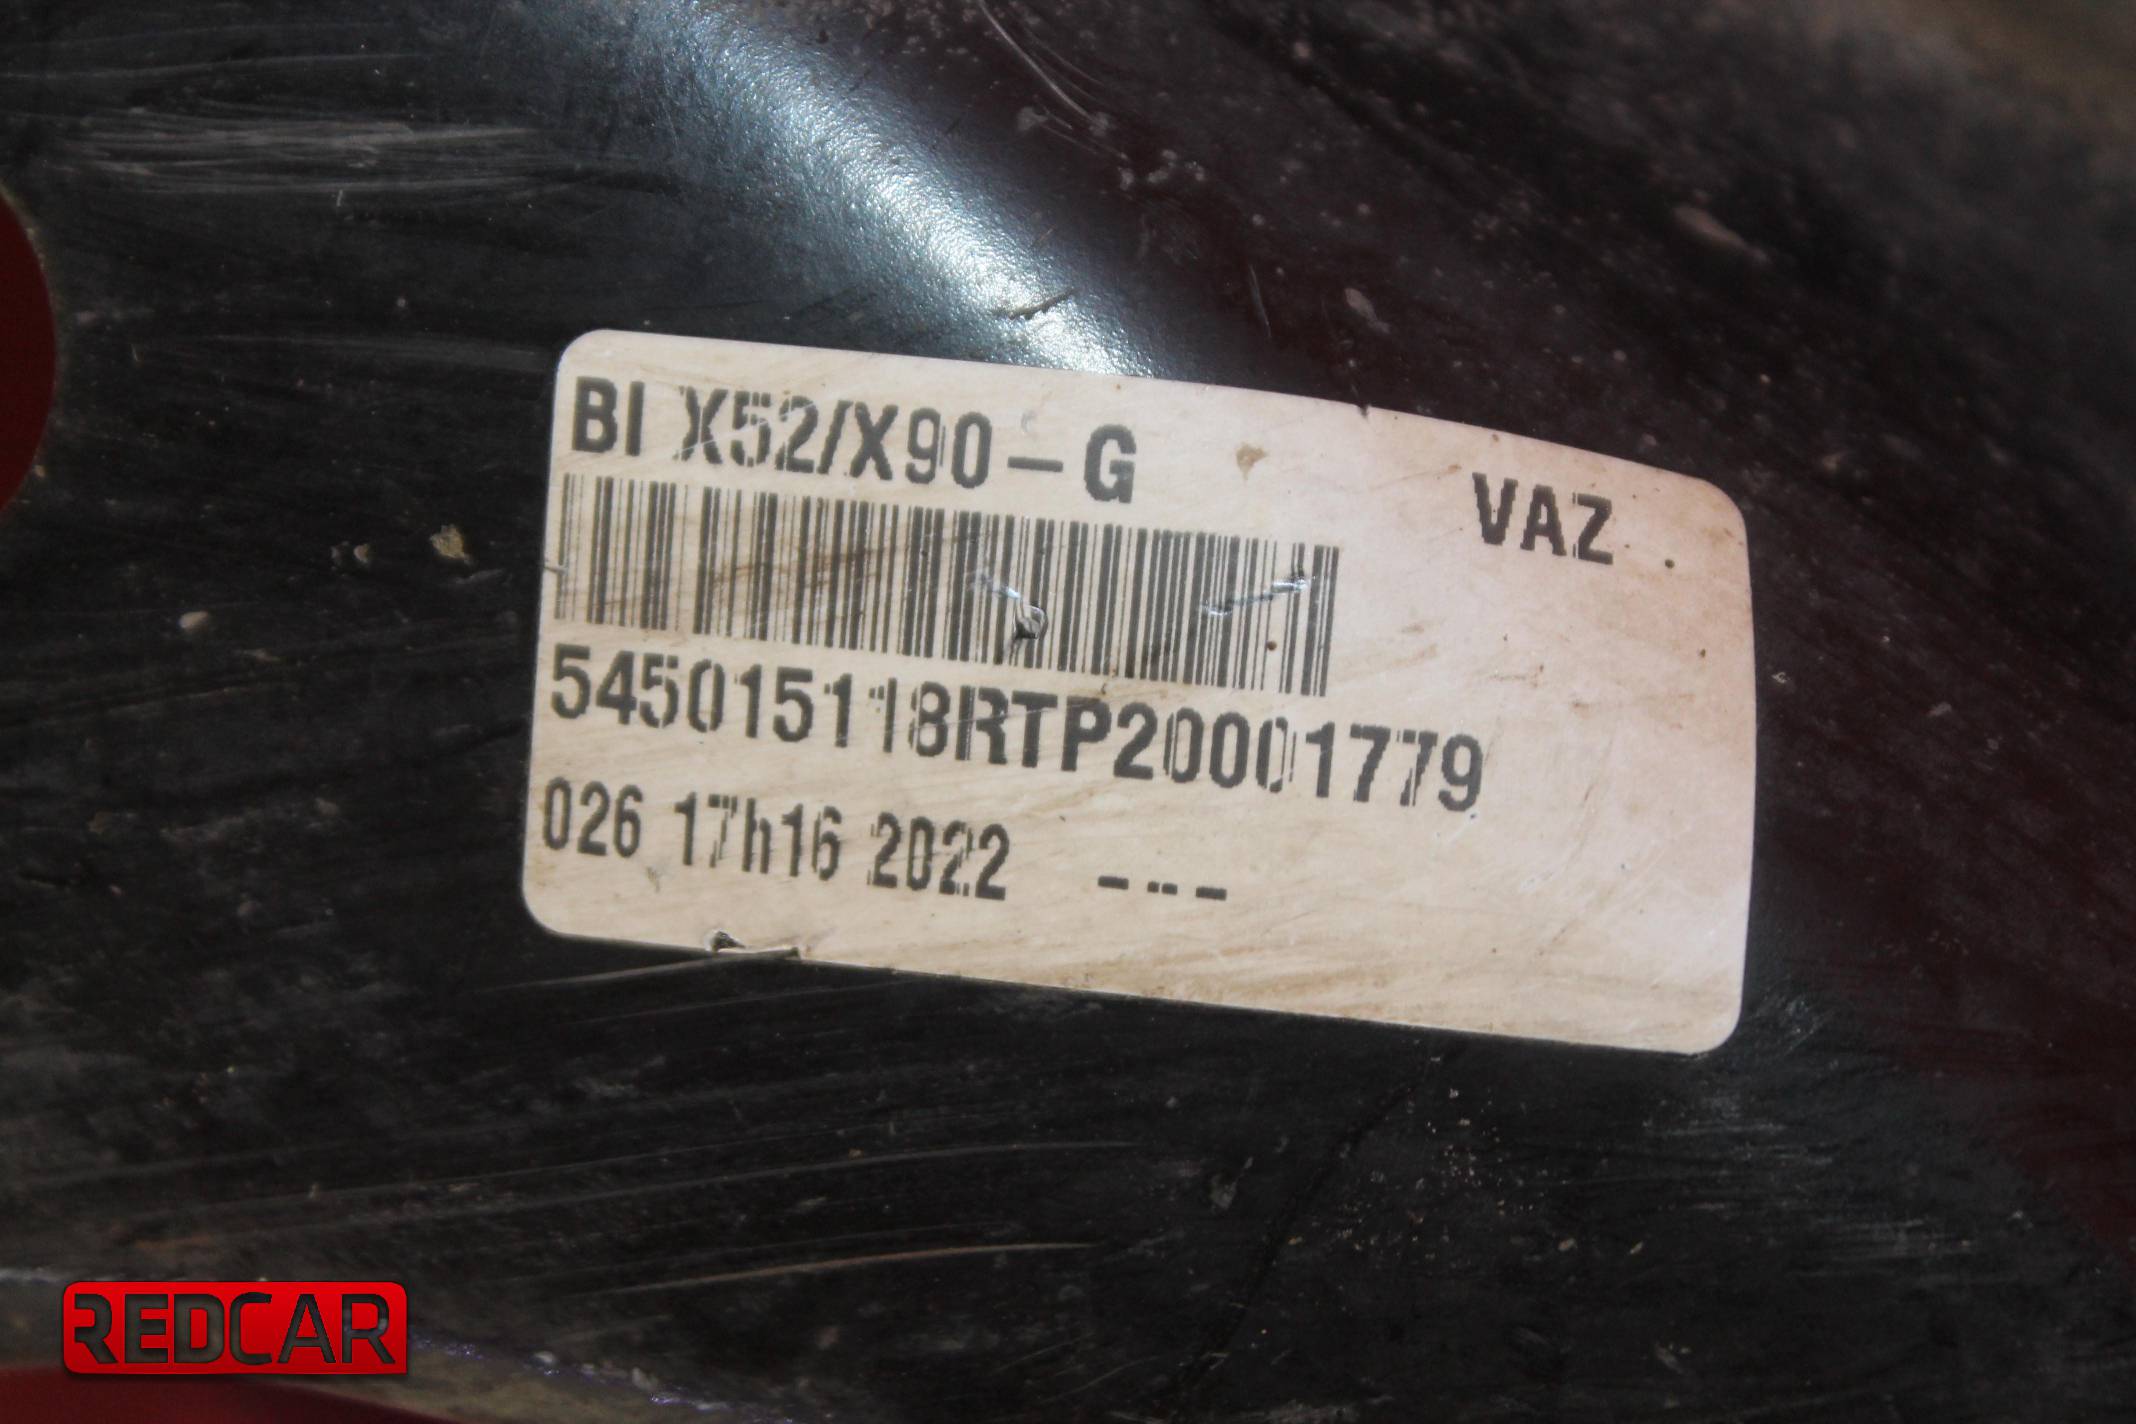 BI X52/X90-G
VAZ
545015118RTP20001779
026 17h16 2022 ---
REDCAR